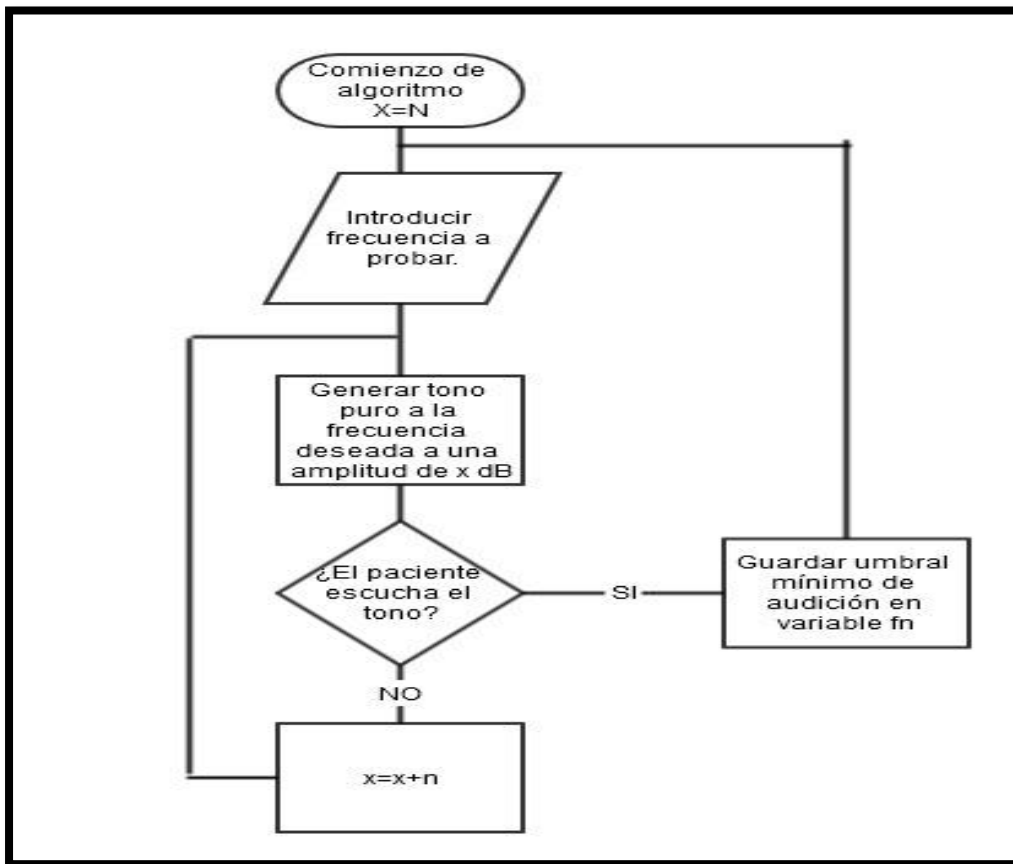 Comienzo de
algoritmo
X=N
Introducir
frecuencia a
probar.
Generar tono
puro a la
frecuencia
deseada a una
amplitud de x dB
¿El paciente
escucha el
tono?
SI
Guardar umbral
mínimo de
audición en
variable fn
NO
x=x+n